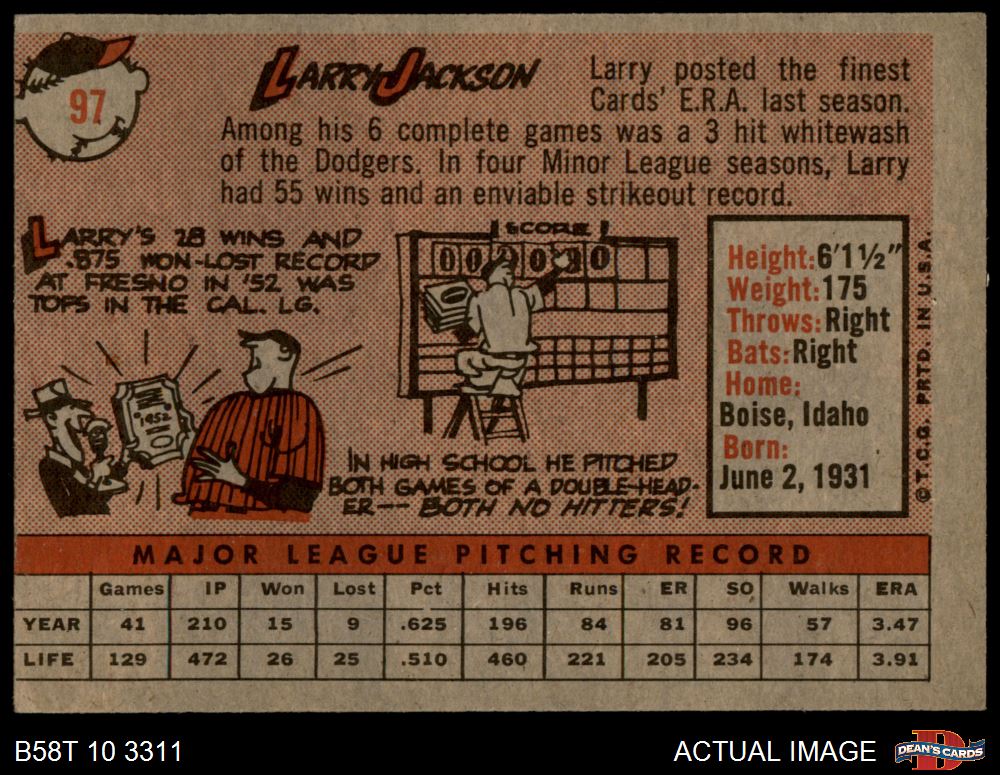 97
LARRY JACKSON
Larry posted the finest
Cards' E.R.A. last season.
Among his 6 complete games was a 3 hit whitewash
of the Dodgers. In four Minor League seasons, Larry
had 55 wins and an enviable strikeout record.
LARRY'S 28 WINS AND
.875 WON-LOST RECORD
AT FRESNO IN '52 WAS
TOPS IN THE CAL. LG.
1952
SCORE
IN HIGH SCHOOL HE PITCHED
BOTH GAMES OF A DOUBLE-HEAD-
ER-- BOTH NO HITTERS!
Height: 6'1½"
Weight: 175
Throws: Right
Bats: Right
Home:
Boise, Idaho
Born:
June 2, 1931
© T.C.G. PRTD. IN U.S.A.
MAJOR LEAGUE PITCHING RECORD
Games IP Won Lost Pct Hits Runs ER SO Walks ERA
YEAR 41 210 15 9 .625 196 84 81 96 57 3.47
LIFE 129 472 26 25 .510 460 221 205 234 174 3.91
B58T 10 3311
ACTUAL IMAGE
DEAN'S CARDS